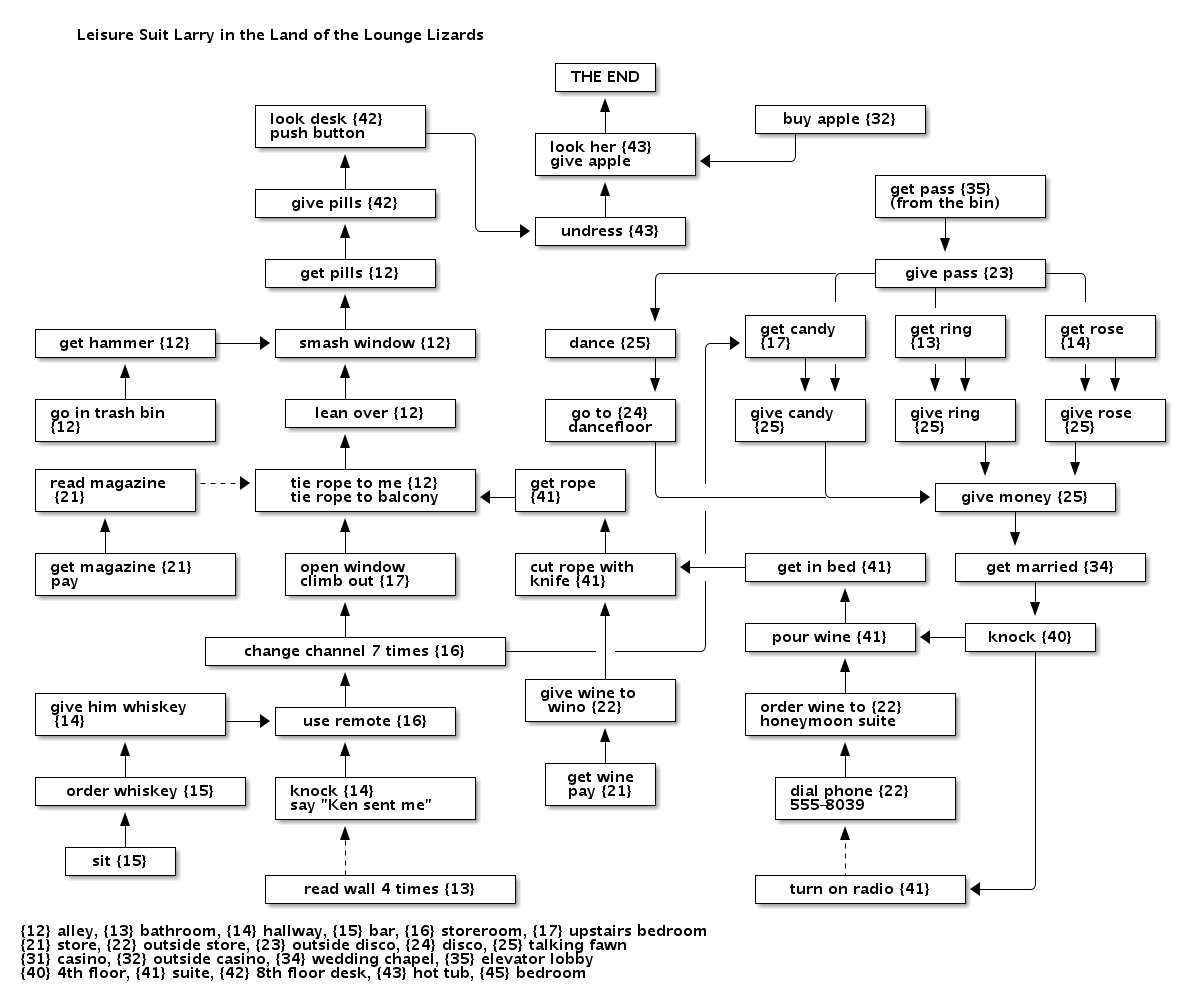 Leisure Suit Larry in the Land of the Lounge Lizards
THE END
look desk {42}
push button
look her {43}
give apple
buy apple {32}
give pills {42}
undress {43}
get pass {35}
(from the bin)
get pills {12}
give pass {23}
get hammer {12}
smash window {12}
dance {25}
get candy
{17}
get ring
{13}
get rose
{14}
go in trash bin
{12}
lean over {12}
go to {24}
dancefloor
give candy
{25}
give ring
{25}
give rose
{25}
read magazine
{21}
tie rope to me {12}
tie rope to balcony
get rope
{41}
give money {25}
get magazine {21}
pay
open window
climb out {17}
cut rope with
knife {41}
get in bed {41}
get married {34}
change channel 7 times {16}
pour wine {41}
knock {40}
give him whiskey
{14}
use remote {16}
give wine to
wino {22}
order wine to {22}
honeymoon suite
order whiskey {15}
knock {14}
say "Ken sent me"
get wine
pay {21}
dial phone {22}
555-8039
sit {15}
read wall 4 times {13}
turn on radio {41}
{12} alley, {13} bathroom, {14} hallway, {15} bar, {16} storeroom, {17} upstairs bedroom
{21} store, {22} outside store, {23} outside disco, {24} disco, {25} talking fawn
{31} casino, {32} outside casino, {34} wedding chapel, {35} elevator lobby
{40} 4th floor, {41} suite, {42} 8th floor desk, {43} hot tub, {45} bedroom